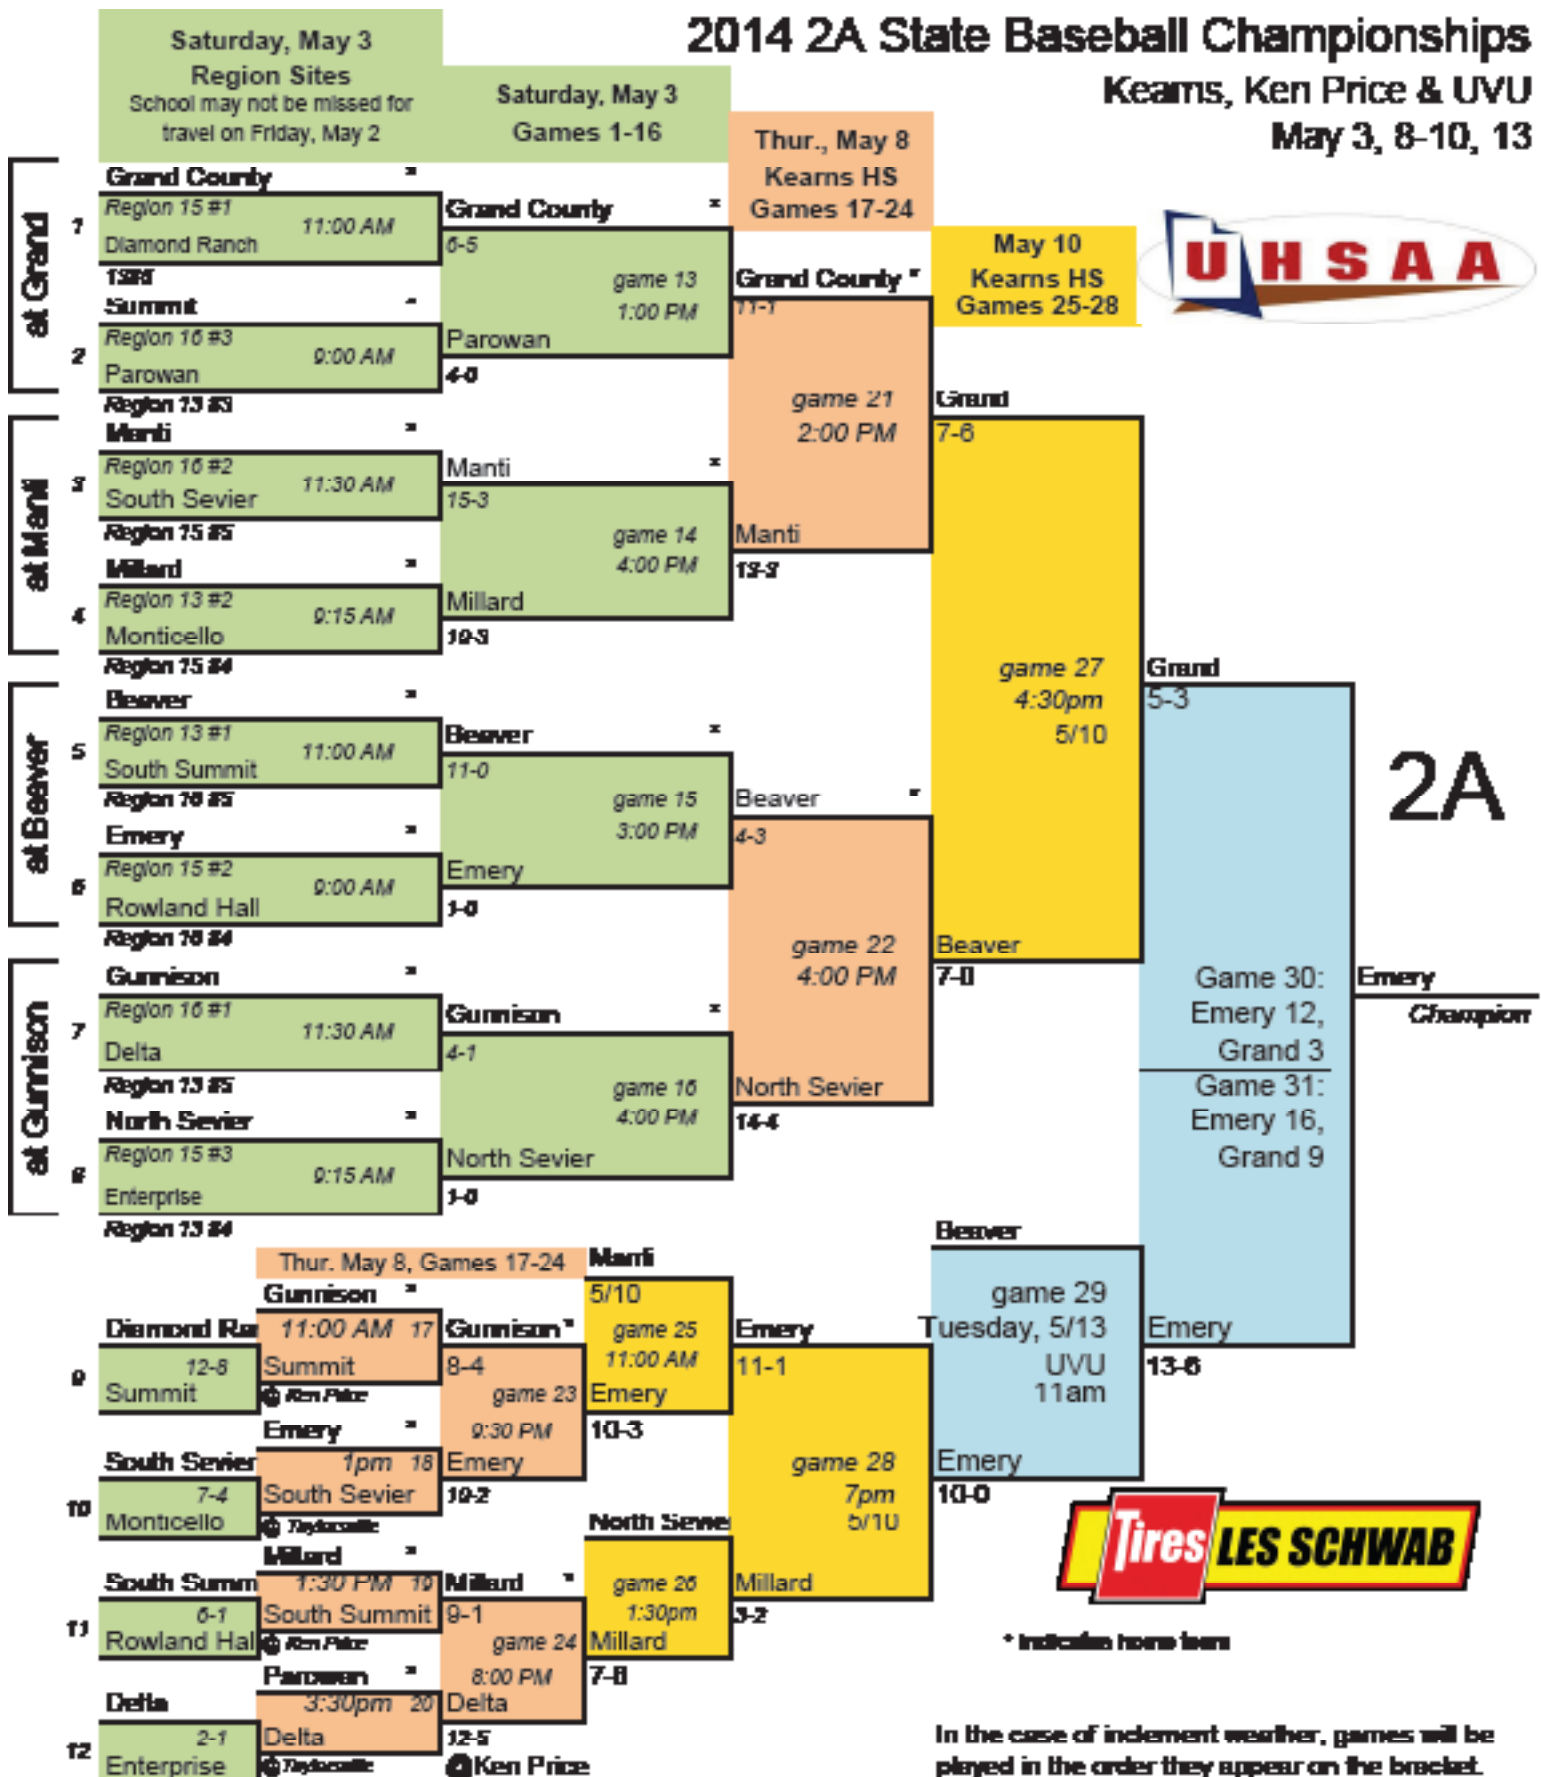 2014 2A State Baseball Championships
Kearns, Ken Price & UVU
May 3, 8-10, 13
Saturday, May 3
Region Sites
School may not be missed for
travel on Friday, May 2
Saturday, May 3
Games 1-16
Thur., May 8
Kearns HS
Games 17-24
May 10
Kearns HS
Games 25-28
UHSAA
at Grand
Grand County *
1
Region 15 #1
11:00 AM
Diamond Ranch
Summit *
2
Region 16 #3
9:00 AM
Parowan
Region 13 #3
at Manti
Manti *
3
Region 16 #2
11:30 AM
South Sevier
Region 15 #5
Millard *
4
Region 13 #2
9:15 AM
Monticello
Region 15 #4
at Beaver
Beaver *
5
Region 13 #1
11:00 AM
South Summit
Region 16 #5
Emery *
6
Region 15 #2
9:00 AM
Rowland Hall
Region 16 #4
at Gunnison
Gunnison *
7
Region 16 #1
11:30 AM
Delta
Region 13 #5
North Sevier *
8
Region 15 #3
9:15 AM
Enterprise
Region 13 #4
Grand County *
6-5
game 13
1:00 PM
Parowan
4-0
Manti *
15-3
game 14
4:00 PM
Millard
10-3
Beaver *
11-0
game 15
3:00 PM
Emery
1-0
Gunnison *
4-1
game 16
4:00 PM
North Sevier
1-0
Grand County *
11-1
game 21
2:00 PM
Manti
13-3
Beaver *
4-3
game 22
4:00 PM
North Sevier
14-4
Grand
7-6
game 27
4:30pm
5/10
Beaver
7-0
Grand
5-3
2A
Game 30:
Emery 12,
Grand 3
Game 31:
Emery 16,
Grand 9
Emery
Champion
Beaver
game 29
Tuesday, 5/13
UVU
11am
Emery
10-0
Emery
13-6
Thur. May 8, Games 17-24
Diamond Ra
9
12-8
Summit
South Sevier
10
7-4
Monticello
South Summ
11
6-1
Rowland Hal
Delta
12
2-1
Enterprise
Gunnison *
11:00 AM 17
Summit
@ Ken Price
Emery *
1pm 18
South Sevier
@ Taylorsville
Millard *
1:30 PM 19
South Summit
@ Ken Price
Parowan *
3:30pm 20
Delta
@ Taylorsville
Gunnison *
8-4
game 23
9:30 PM
Emery
10-2
Millard *
9-1
game 24
8:00 PM
Delta
12-5
@Ken Price
Manti
5/10
game 25
11:00 AM
Emery
10-3
North Sevie
game 26
1:30pm
Millard
Emery
11-1
game 28
7pm
5/10
Millard
3-2
Tires LES SCHWAB
* Indicates home team
In the case of inclement weather, games will be
played in the order they appear on the bracket.